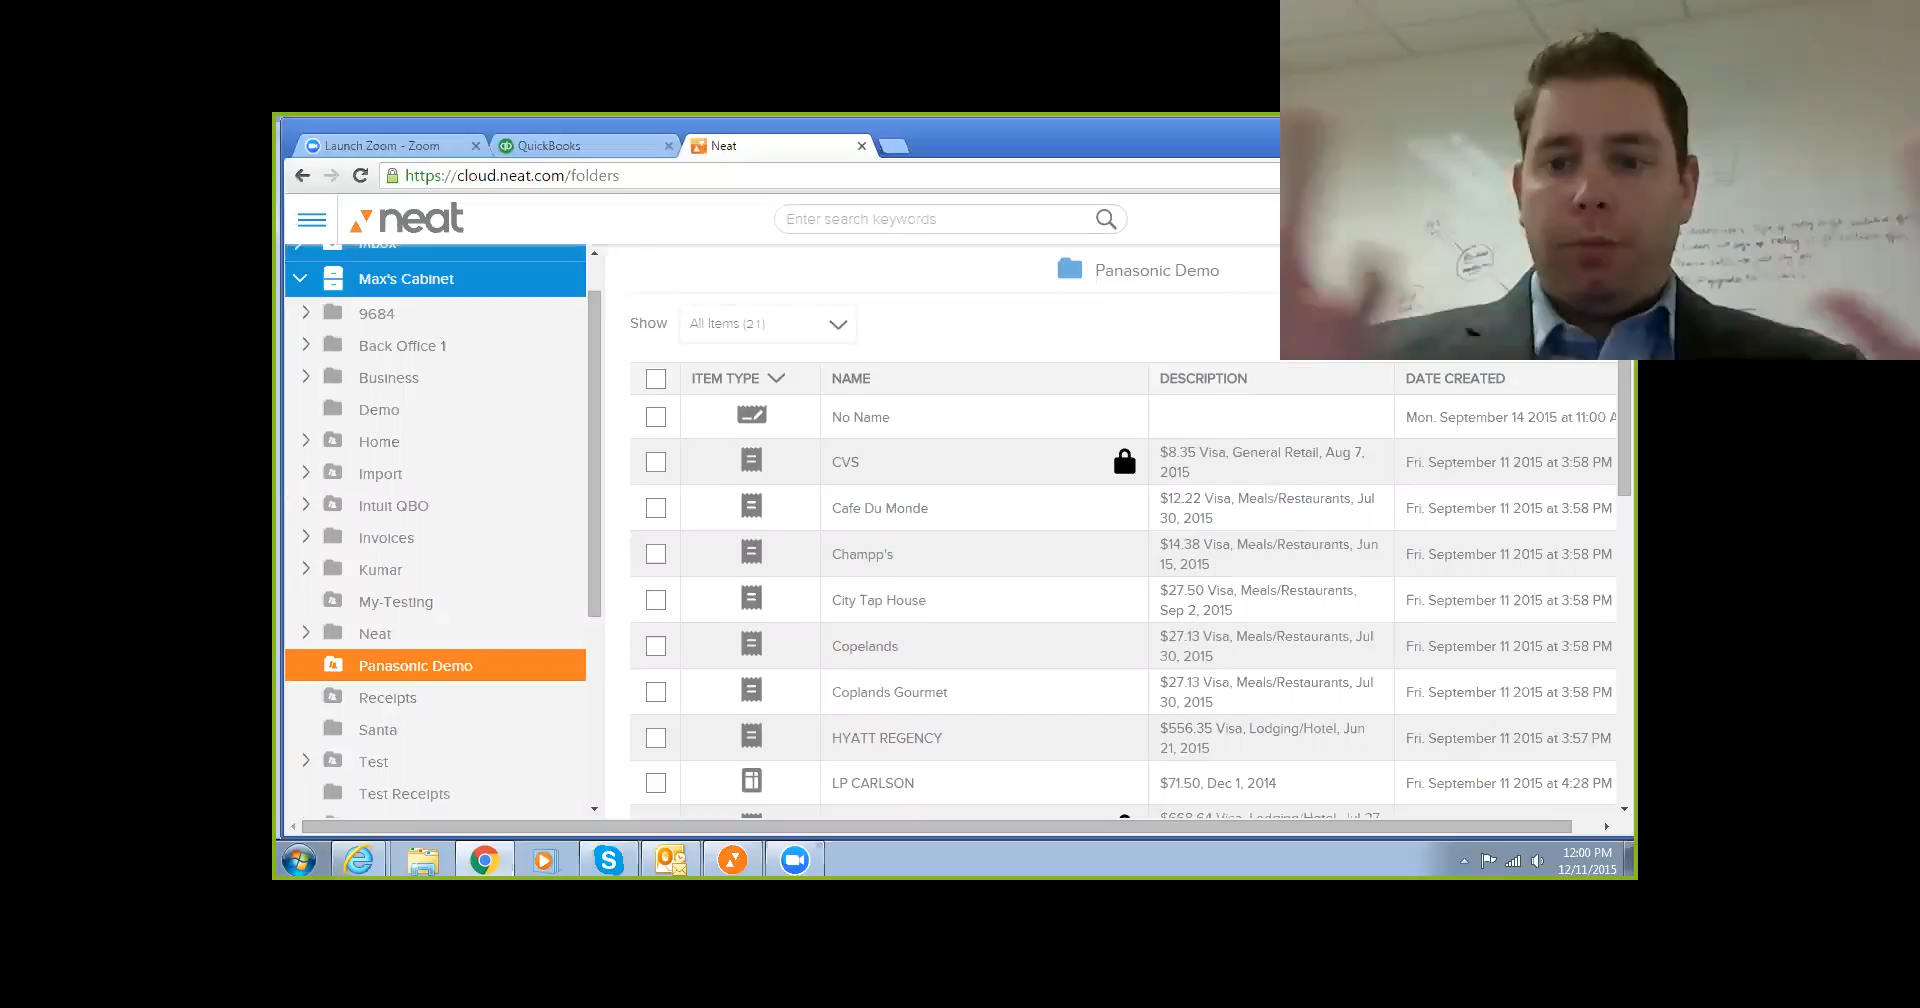 Launch Zoom - Zoom
QuickBooks
Neat
https://cloud.neat.com/folders
neat
Enter search keywords
Inbox
Max's Cabinet
9684
Back Office 1
Business
Demo
Home
Import
Intuit QBO
Invoices
Kumar
My-Testing
Neat
Panasonic Demo
Receipts
Santa
Test
Test Receipts
Panasonic Demo
Show All Items (21)
ITEM TYPE NAME DESCRIPTION DATE CREATED
No Name Mon. September 14 2015 at 11:00 A
CVS $8.35 Visa, General Retail, Aug 7, 2015 Fri. September 11 2015 at 3:58 PM
Cafe Du Monde $12.22 Visa, Meals/Restaurants, Jul 30, 2015 Fri. September 11 2015 at 3:58 PM
Champp's $14.38 Visa, Meals/Restaurants, Jun 15, 2015 Fri. September 11 2015 at 3:58 PM
City Tap House $27.50 Visa, Meals/Restaurants, Sep 2, 2015 Fri. September 11 2015 at 3:58 PM
Copelands $27.13 Visa, Meals/Restaurants, Jul 30, 2015 Fri. September 11 2015 at 3:58 PM
Coplands Gourmet $27.13 Visa, Meals/Restaurants, Jul 30, 2015 Fri. September 11 2015 at 3:58 PM
HYATT REGENCY $556.35 Visa, Lodging/Hotel, Jun 21, 2015 Fri. September 11 2015 at 3:57 PM
LP CARLSON $71.50, Dec 1, 2014 Fri. September 11 2015 at 4:28 PM
$668.64 Visa, Lodging/Hotel, Jul 27
12:00 PM
12/11/2015